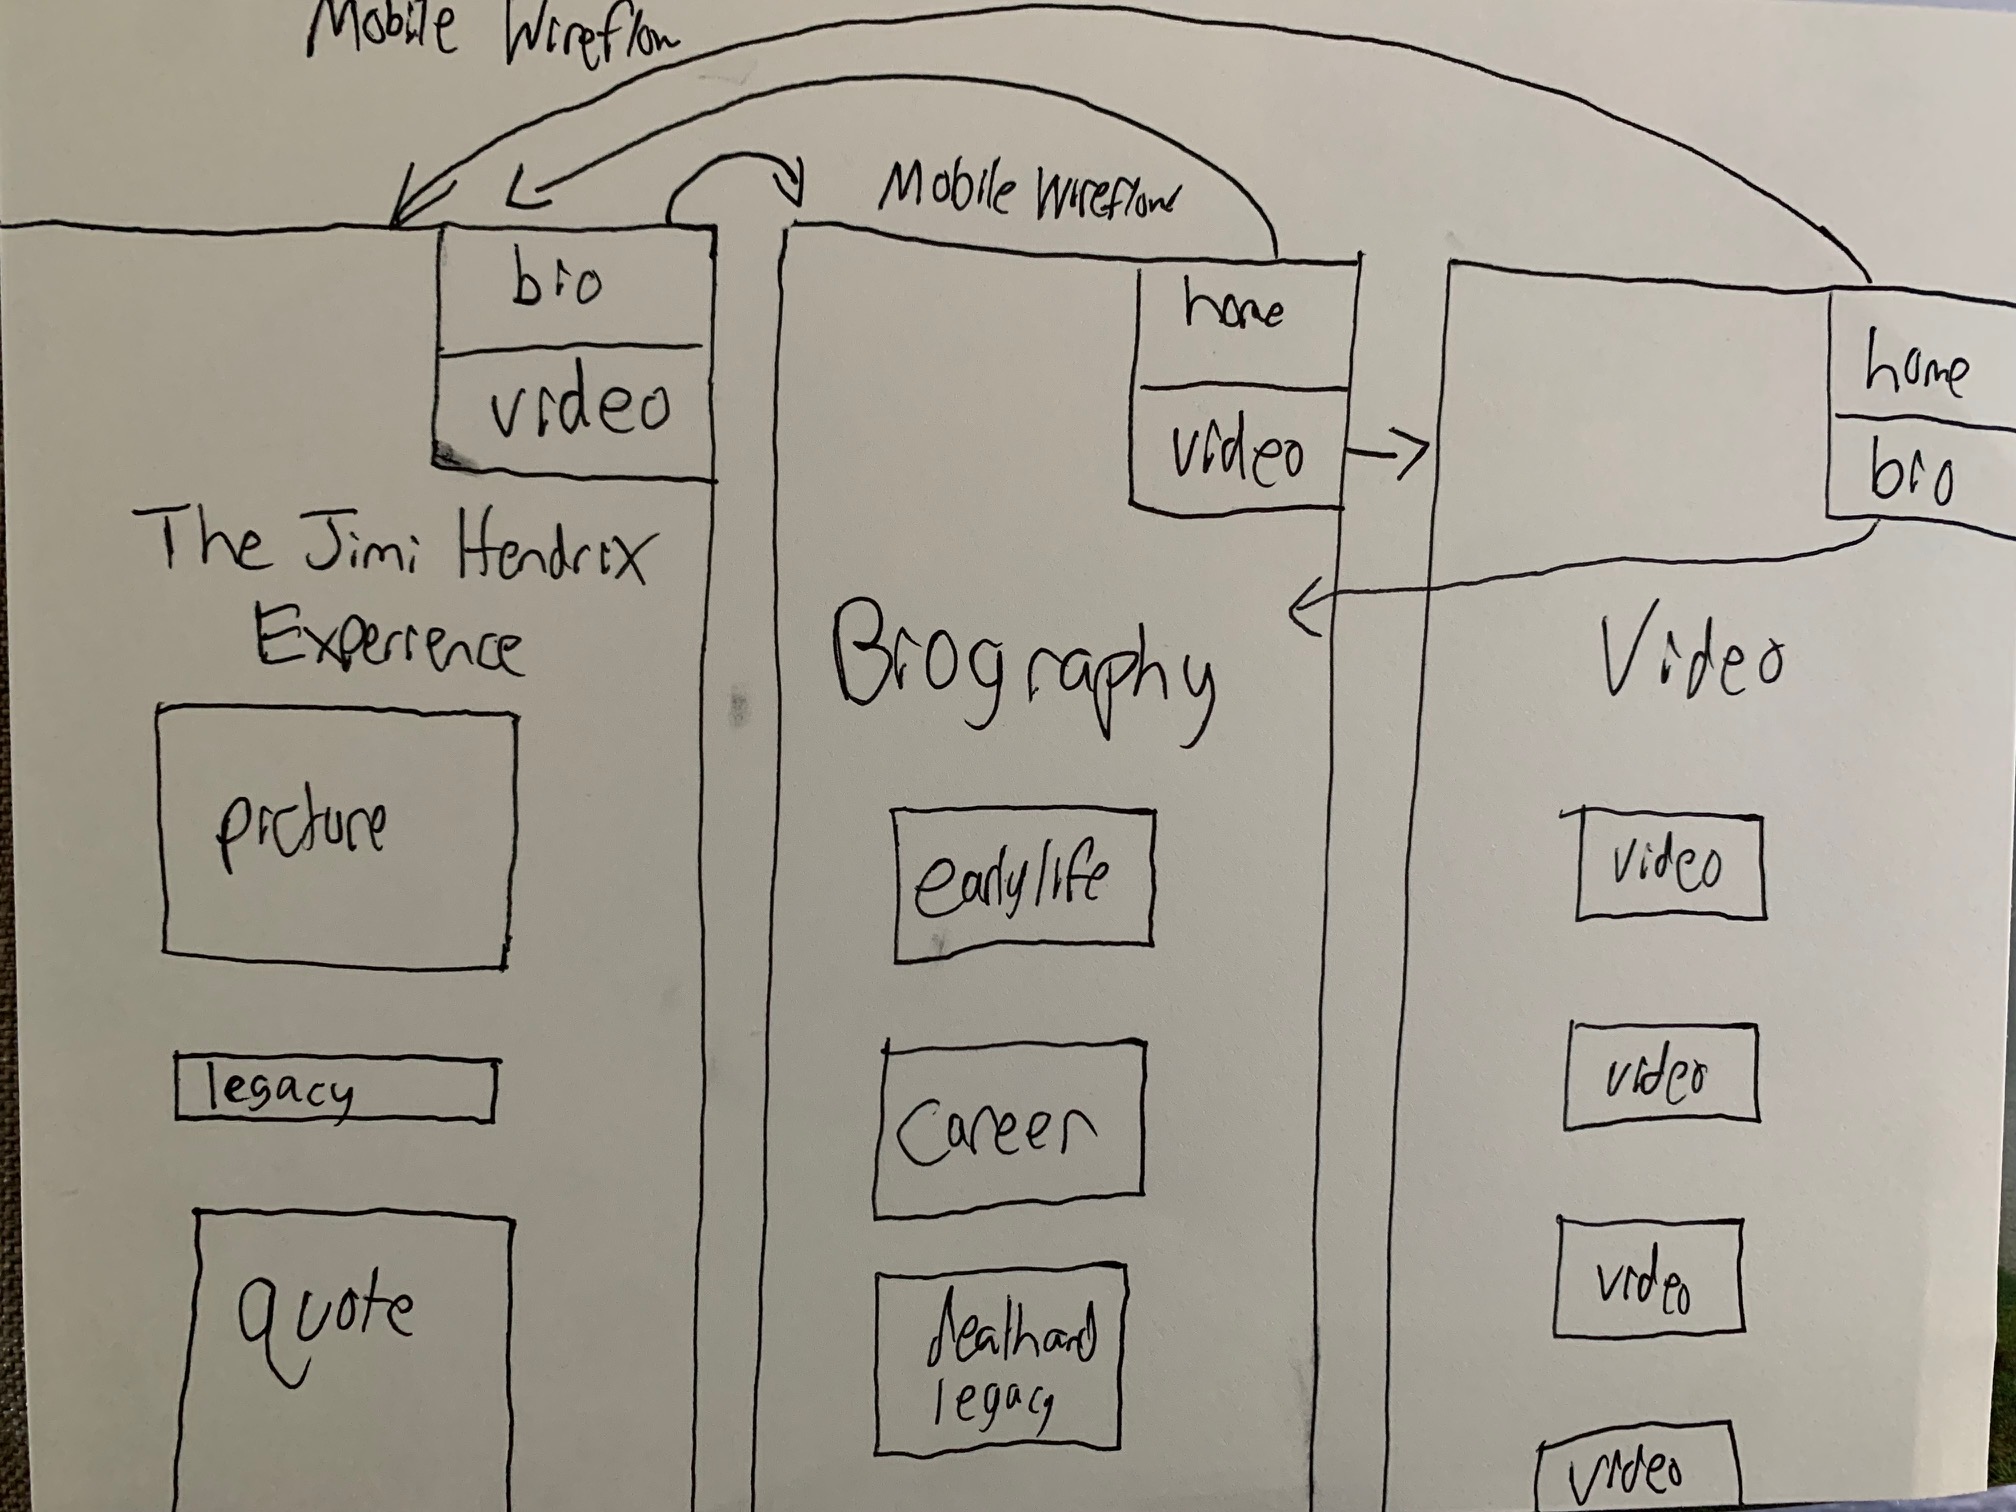 Mobile Wireflow
Mobile Wireflow
bio
video
The Jimi Hendrix
Experience
picture
legacy
quote
home
video
Biography
early life
career
death and
legacy
home
bio
Video
video
video
video
video